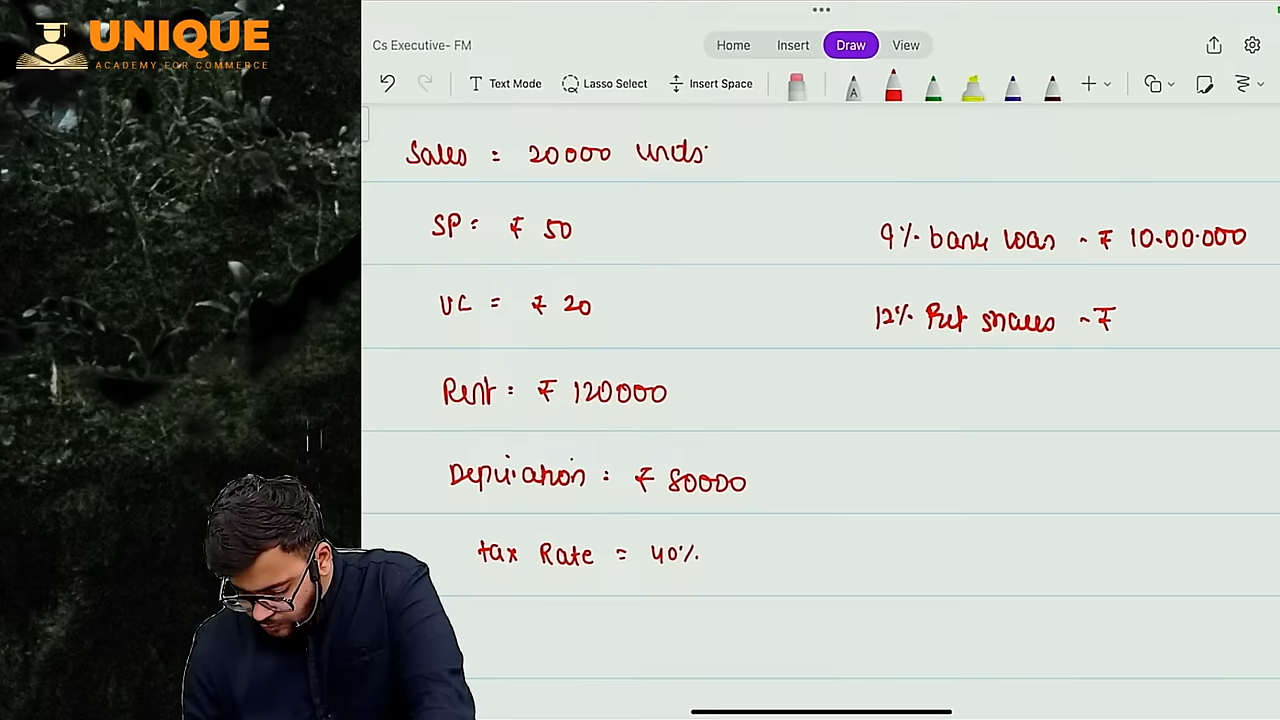 UNIQUE
ACADEMY FOR COMMERCE
Cs Executive- FM
Home Insert Draw View
Text Mode Lasso Select Insert Space
A
Sales = 20000 units
SP = ₹ 50
9% bank loan - ₹ 10.00.000
VC = ₹ 20
12% Pref shares - ₹
Rent = ₹ 120000
Depriation = ₹ 80000
tax Rate = 40%